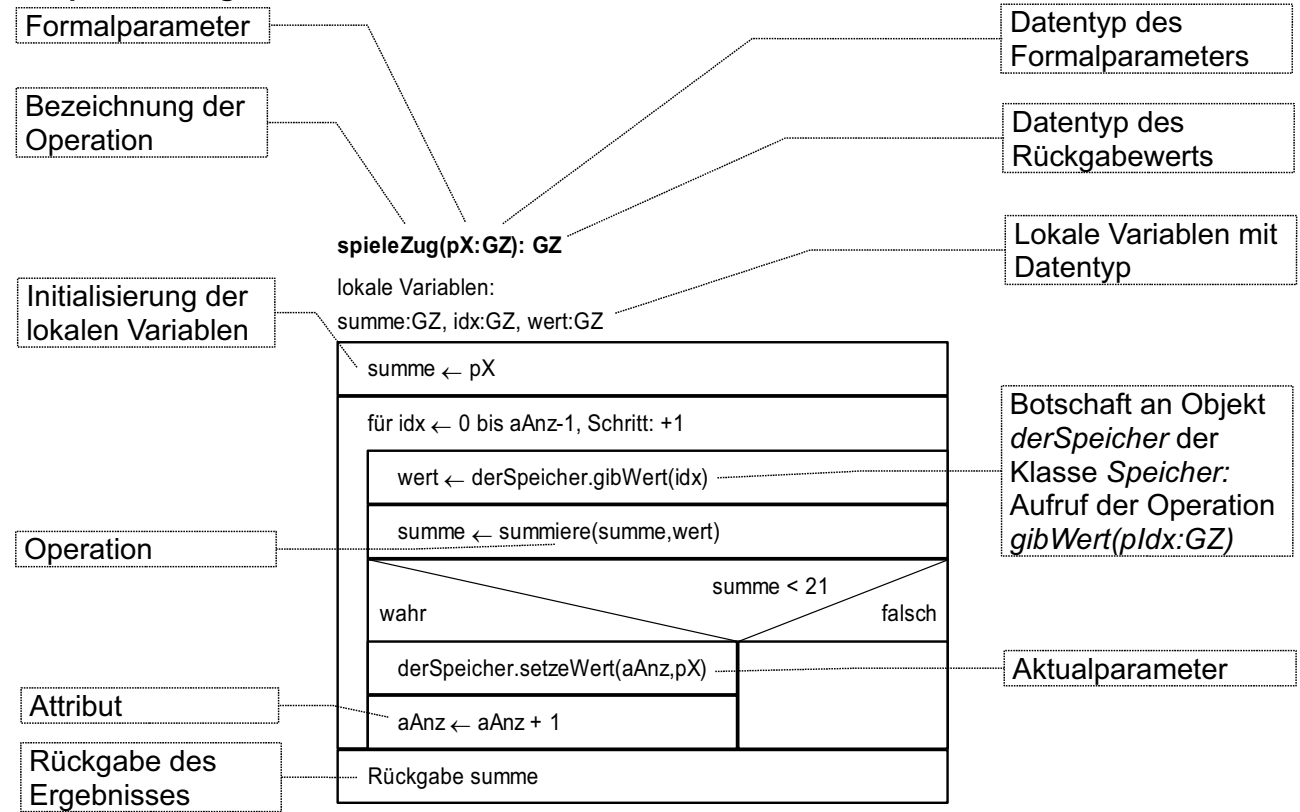 Formalparameter
Datentyp des
Formalparameters
Bezeichnung der
Operation
Datentyp des
Rückgabewerts
spieleZug(pX:GZ): GZ
Lokale Variablen mit
Datentyp
lokale Variablen:
summe:GZ, idx:GZ, wert:GZ
Initialisierung der
lokalen Variablen
summe ← pX
für idx ← 0 bis aAnz-1, Schritt: +1
wert ← derSpeicher.gibWert(idx)
Botschaft an Objekt
derSpeicher der
Klasse Speicher:
Aufruf der Operation
gibWert(pIdx:GZ)
summe ← summiere(summe,wert)
Operation
summe < 21
wahr
falsch
derSpeicher.setzeWert(aAnz,pX)
Aktualparameter
Attribut
aAnz ← aAnz + 1
Rückgabe des
Ergebnisses
Rückgabe summe